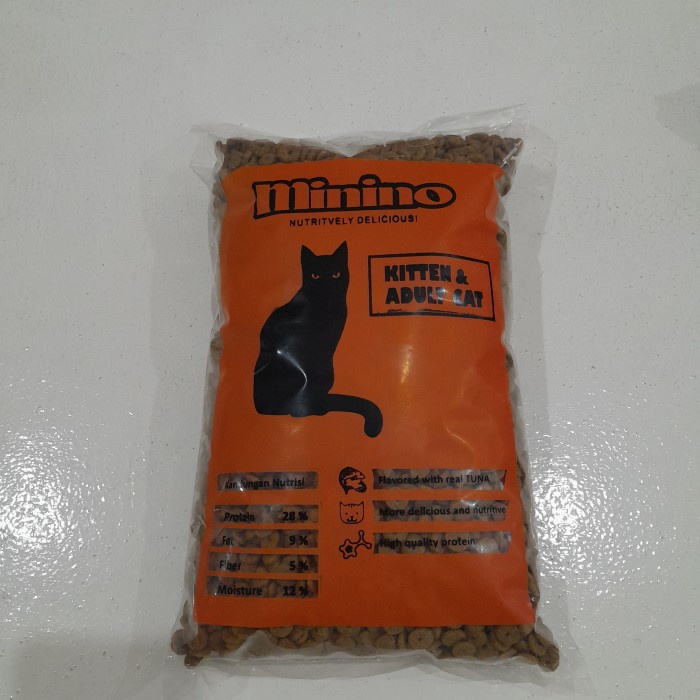 minino
NUTRITVELY DELICIOUS!
KITTEN &
ADULT CAT
Kandungan Nutrisi
Protein 28 %
Fat 9 %
Fiber 5 %
Moisture 12 %
Flavored with real TUNA
More delicious and nutritive
High quality protein